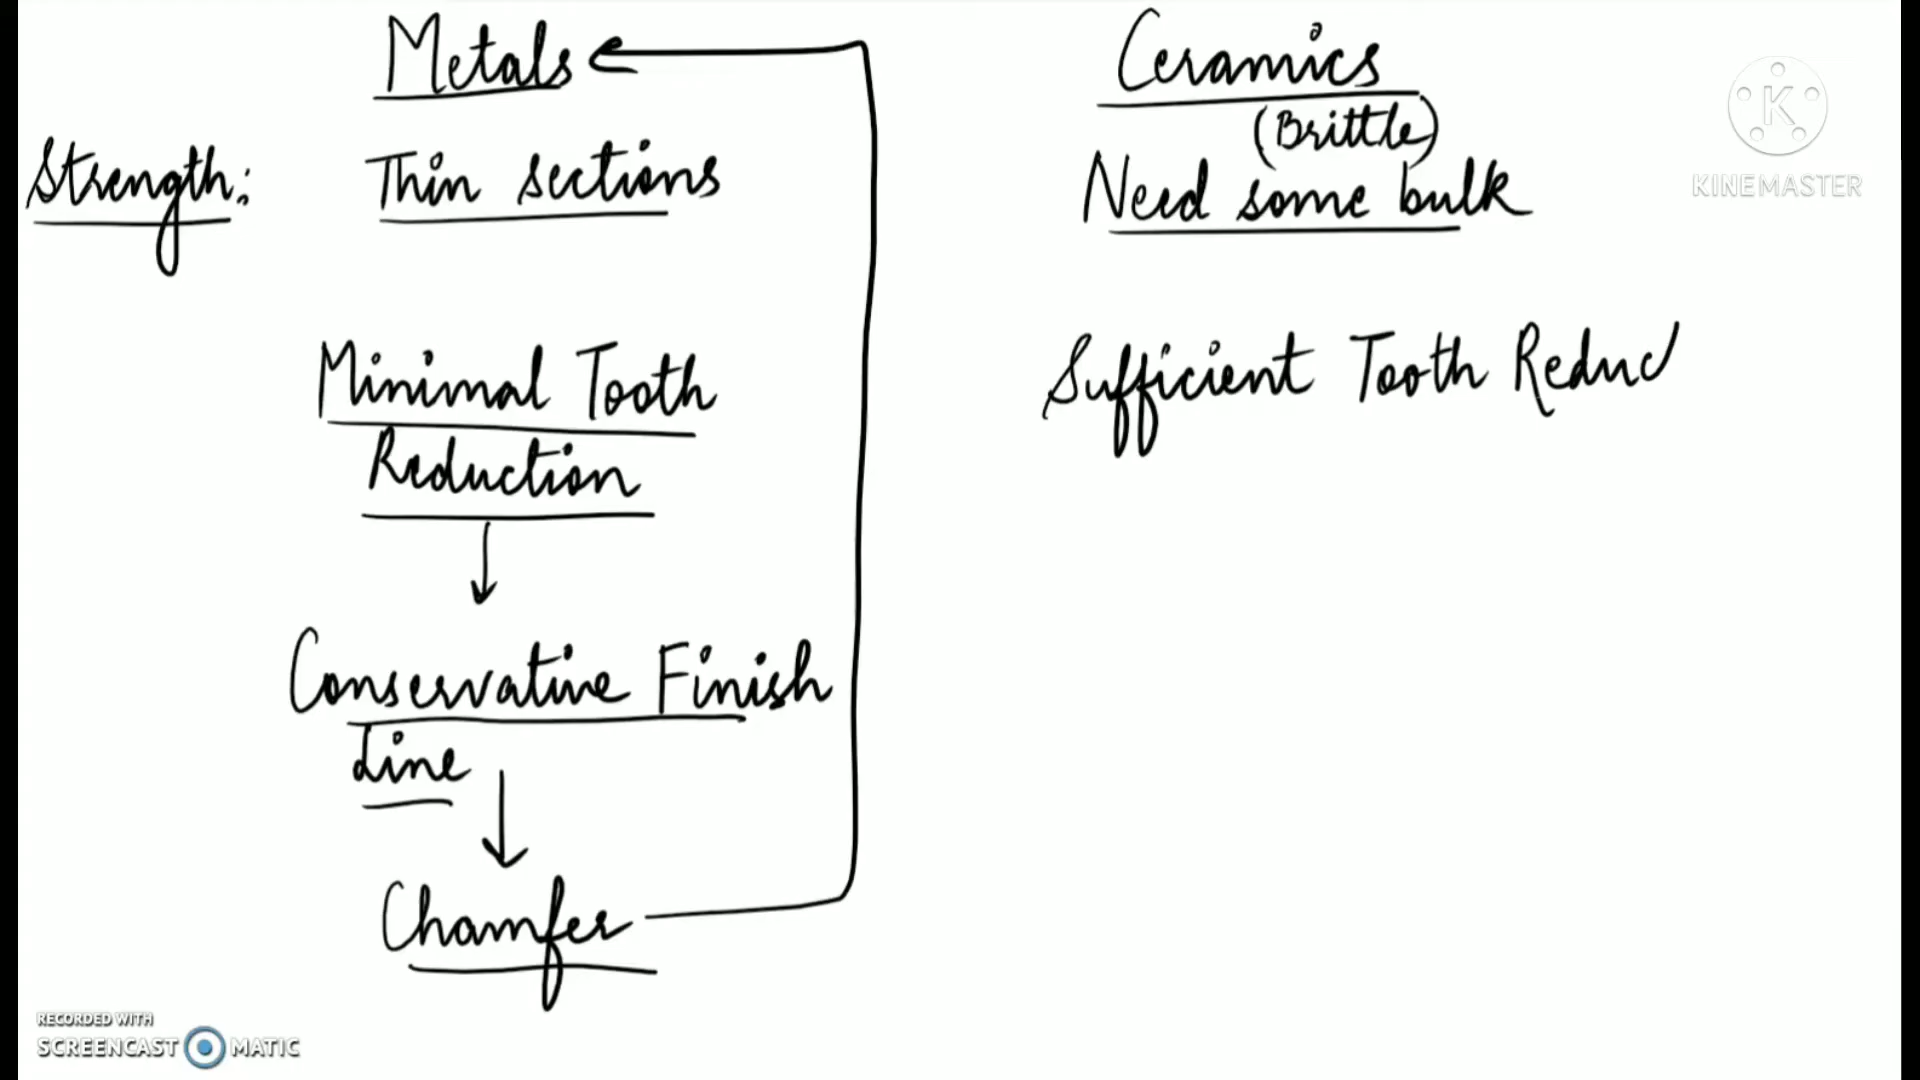 Metals
Ceramics
(Brittle)
Strength:
Thin sections
Need some bulk
K
KINEMASTER
Minimal Tooth
Reduction
Sufficient Tooth Reduc
Conservative Finish
Line
Chamfer
RECORDED WITH
SCREENCAST MATIC